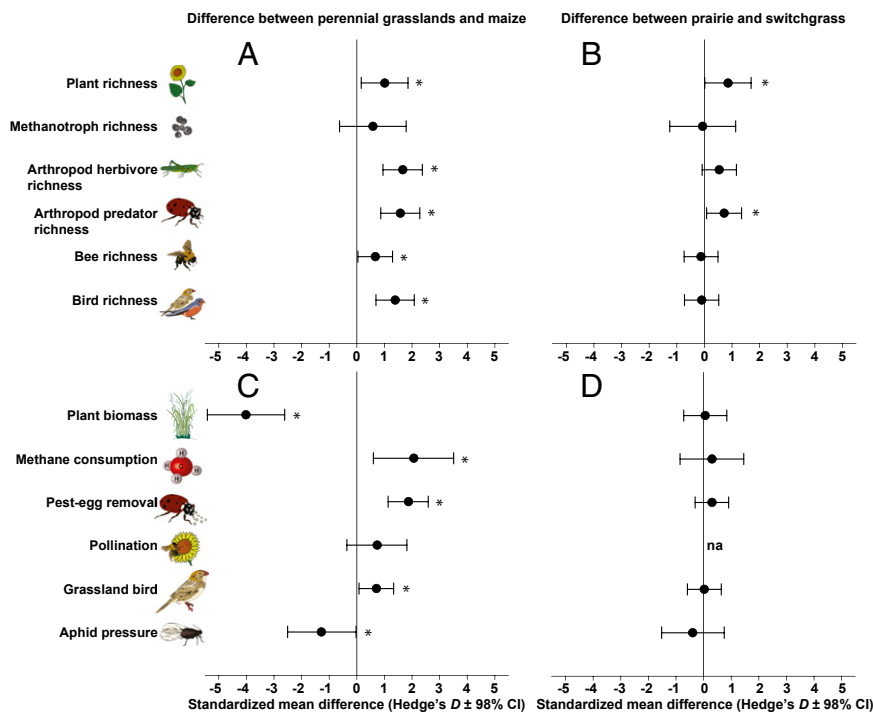 Difference between perennial grasslands and maize
Difference between prairie and switchgrass
A
B
Plant richness
*
*
Methanotroph richness
Arthropod herbivore
richness
*
Arthropod predator
richness
*
*
Bee richness
*
Bird richness
*
-5 -4 -3 -2 -1 0 1 2 3 4 5
-5 -4 -3 -2 -1 0 1 2 3 4 5
C
D
Plant biomass
*
Methane consumption
*
H
H
H
Pest-egg removal
*
Pollination
na
Grassland bird
*
Aphid pressure
*
-5 -4 -3 -2 -1 0 1 2 3 4 5
-5 -4 -3 -2 -1 0 1 2 3 4 5
Standardized mean difference (Hedge's D ± 98% CI)
Standardized mean difference (Hedge's D ± 98% CI)